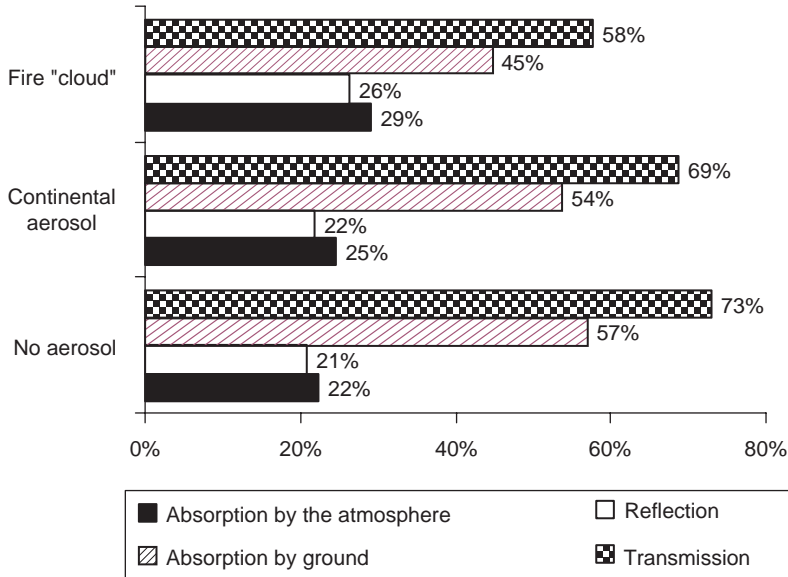 58%
Fire "cloud"
45%
26%
29%
69%
Continental
aerosol
54%
22%
25%
73%
No aerosol
57%
21%
22%
0% 20% 40% 60% 80%
Absorption by the atmosphere Reflection
Absorption by ground Transmission